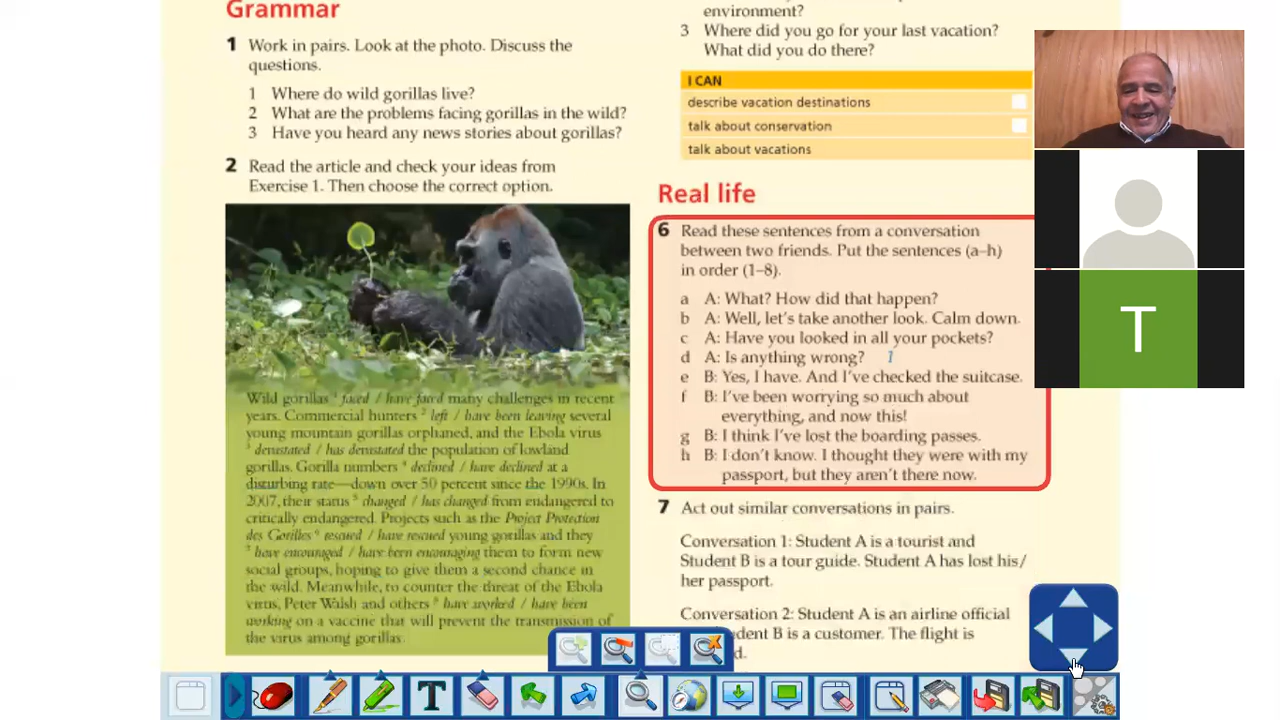 Grammar
1 Work in pairs. Look at the photo. Discuss the
questions.
1 Where do wild gorillas live?
2 What are the problems facing gorillas in the wild?
3 Have you heard any news stories about gorillas?
2 Read the article and check your ideas from
Exercise 1. Then choose the correct option.
Wild gorillas ¹ faced / have faced many challenges in recent
years. Commercial hunters ² left / have been leaving several
young mountain gorillas orphaned, and the Ebola virus
³ devastated / has devastated the population of lowland
gorillas. Gorilla numbers ⁴ declined / have declined at a
disturbing rate—down over 50 percent since the 1990s. In
2007, their status ⁵ changed / has changed from endangered to
critically endangered. Projects such as the Project Protection
des Gorilles ⁶ rescued / have rescued young gorillas and they
⁷ have encouraged / have been encouraging them to form new
social groups, hoping to give them a second chance in
the wild. Meanwhile, to counter the threat of the Ebola
virus, Peter Walsh and others ⁸ have worked / have been
working on a vaccine that will prevent the transmission of
the virus among gorillas.
environment?
3 Where did you go for your last vacation?
What did you do there?
I CAN
describe vacation destinations
talk about conservation
talk about vacations
Real life
6 Read these sentences from a conversation
between two friends. Put the sentences (a–h)
in order (1–8).
a A: What? How did that happen?
b A: Well, let's take another look. Calm down.
c A: Have you looked in all your pockets?
d A: Is anything wrong? 1
e B: Yes, I have. And I've checked the suitcase.
f B: I've been worrying so much about
everything, and now this!
g B: I think I've lost the boarding passes.
h B: I don't know. I thought they were with my
passport, but they aren't there now.
7 Act out similar conversations in pairs.
Conversation 1: Student A is a tourist and
Student B is a tour guide. Student A has lost his/
her passport.
Conversation 2: Student A is an airline official
B is a customer. The flight is
T
T